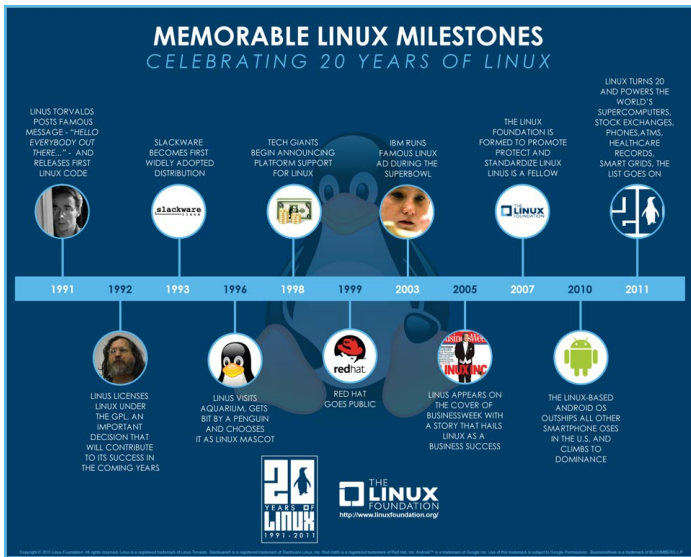 MEMORABLE LINUX MILESTONES
CELEBRATING 20 YEARS OF LINUX
LINUS TORVALDS
POSTS FAMOUS
MESSAGE - "HELLO
EVERYBODY OUT
THERE..." - AND
RELEASES FIRST
LINUX CODE
SLACKWARE
BECOMES FIRST
WIDELY ADOPTED
DISTRIBUTION
slackware
linux
TECH GIANTS
BEGIN ANNOUNCING
PLATFORM SUPPORT
FOR LINUX
IBM RUNS
FAMOUS LINUX
AD DURING THE
SUPERBOWL
THE LINUX
FOUNDATION IS
FORMED TO PROMOTE
PROTECT AND
STANDARDIZE LINUX
LINUS IS A FELLOW
THE
LINUX
FOUNDATION
LINUX TURNS 20
AND POWERS THE
WORLD'S
SUPERCOMPUTERS,
STOCK EXCHANGES,
PHONES,ATMS,
HEALTHCARE
RECORDS,
SMART GRIDS, THE
LIST GOES ON
20
1991 1992 1993 1996 1998 1999 2003 2005 2007 2010 2011
LINUS LICENSES
LINUX UNDER
THE GPL, AN
IMPORTANT
DECISION THAT
WILL CONTRIBUTE
TO ITS SUCCESS IN
THE COMING YEARS
LINUS VISITS
AQUARIUM, GETS
BIT BY A PENGUIN
AND CHOOSES
IT AS LINUX MASCOT
redhat.
RED HAT
GOES PUBLIC
LINUX INC
LINUS APPEARS ON
THE COVER OF
BUSINESSWEEK WITH
A STORY THAT HAILS
LINUX AS A
BUSINESS SUCCESS
THE LINUX-BASED
ANDROID OS
OUTSHIPS ALL OTHER
SMARTPHONE OSES
IN THE U.S. AND
CLIMBS TO
DOMINANCE
20
YEARS OF
LINUX
1991-2011
THE
LINUX
FOUNDATION
http://www.linuxfoundation.org/